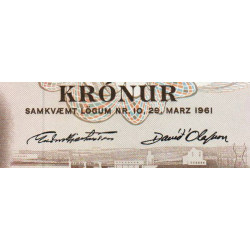 KRÓNUR
SAMKVÆMT LÖGUM NR. 10, 29. MARZ 1961
Davíð Ólafsson